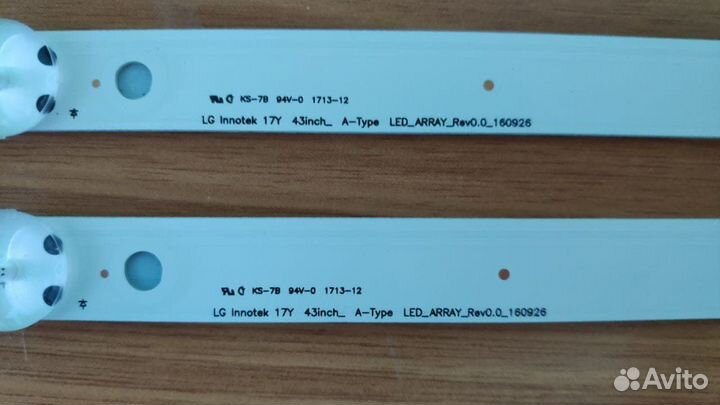 KS-7B 94V-0 1713-12
LG Innotek 17Y 43inch_ A-Type LED_ARRAY_Rev0.0_160926
KS-7B 94V-0 1713-12
LG Innotek 17Y 43inch_ A-Type LED_ARRAY_Rev0.0_160926
Avito